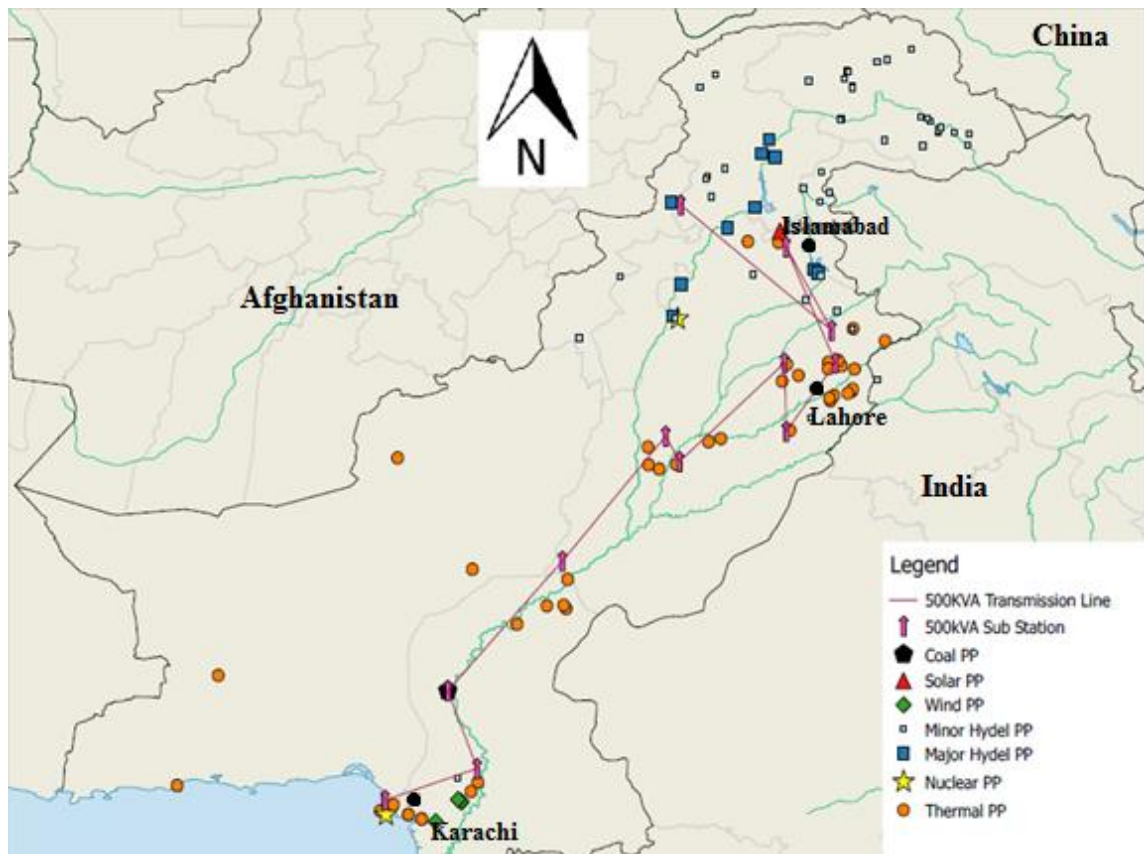 China
N
Islamabad
Afghanistan
Lahore
India
Legend
500KVA Transmission Line
500kVA Sub Station
Coal PP
Solar PP
Wind PP
Minor Hydel PP
Major Hydel PP
Nuclear PP
Thermal PP
Karachi